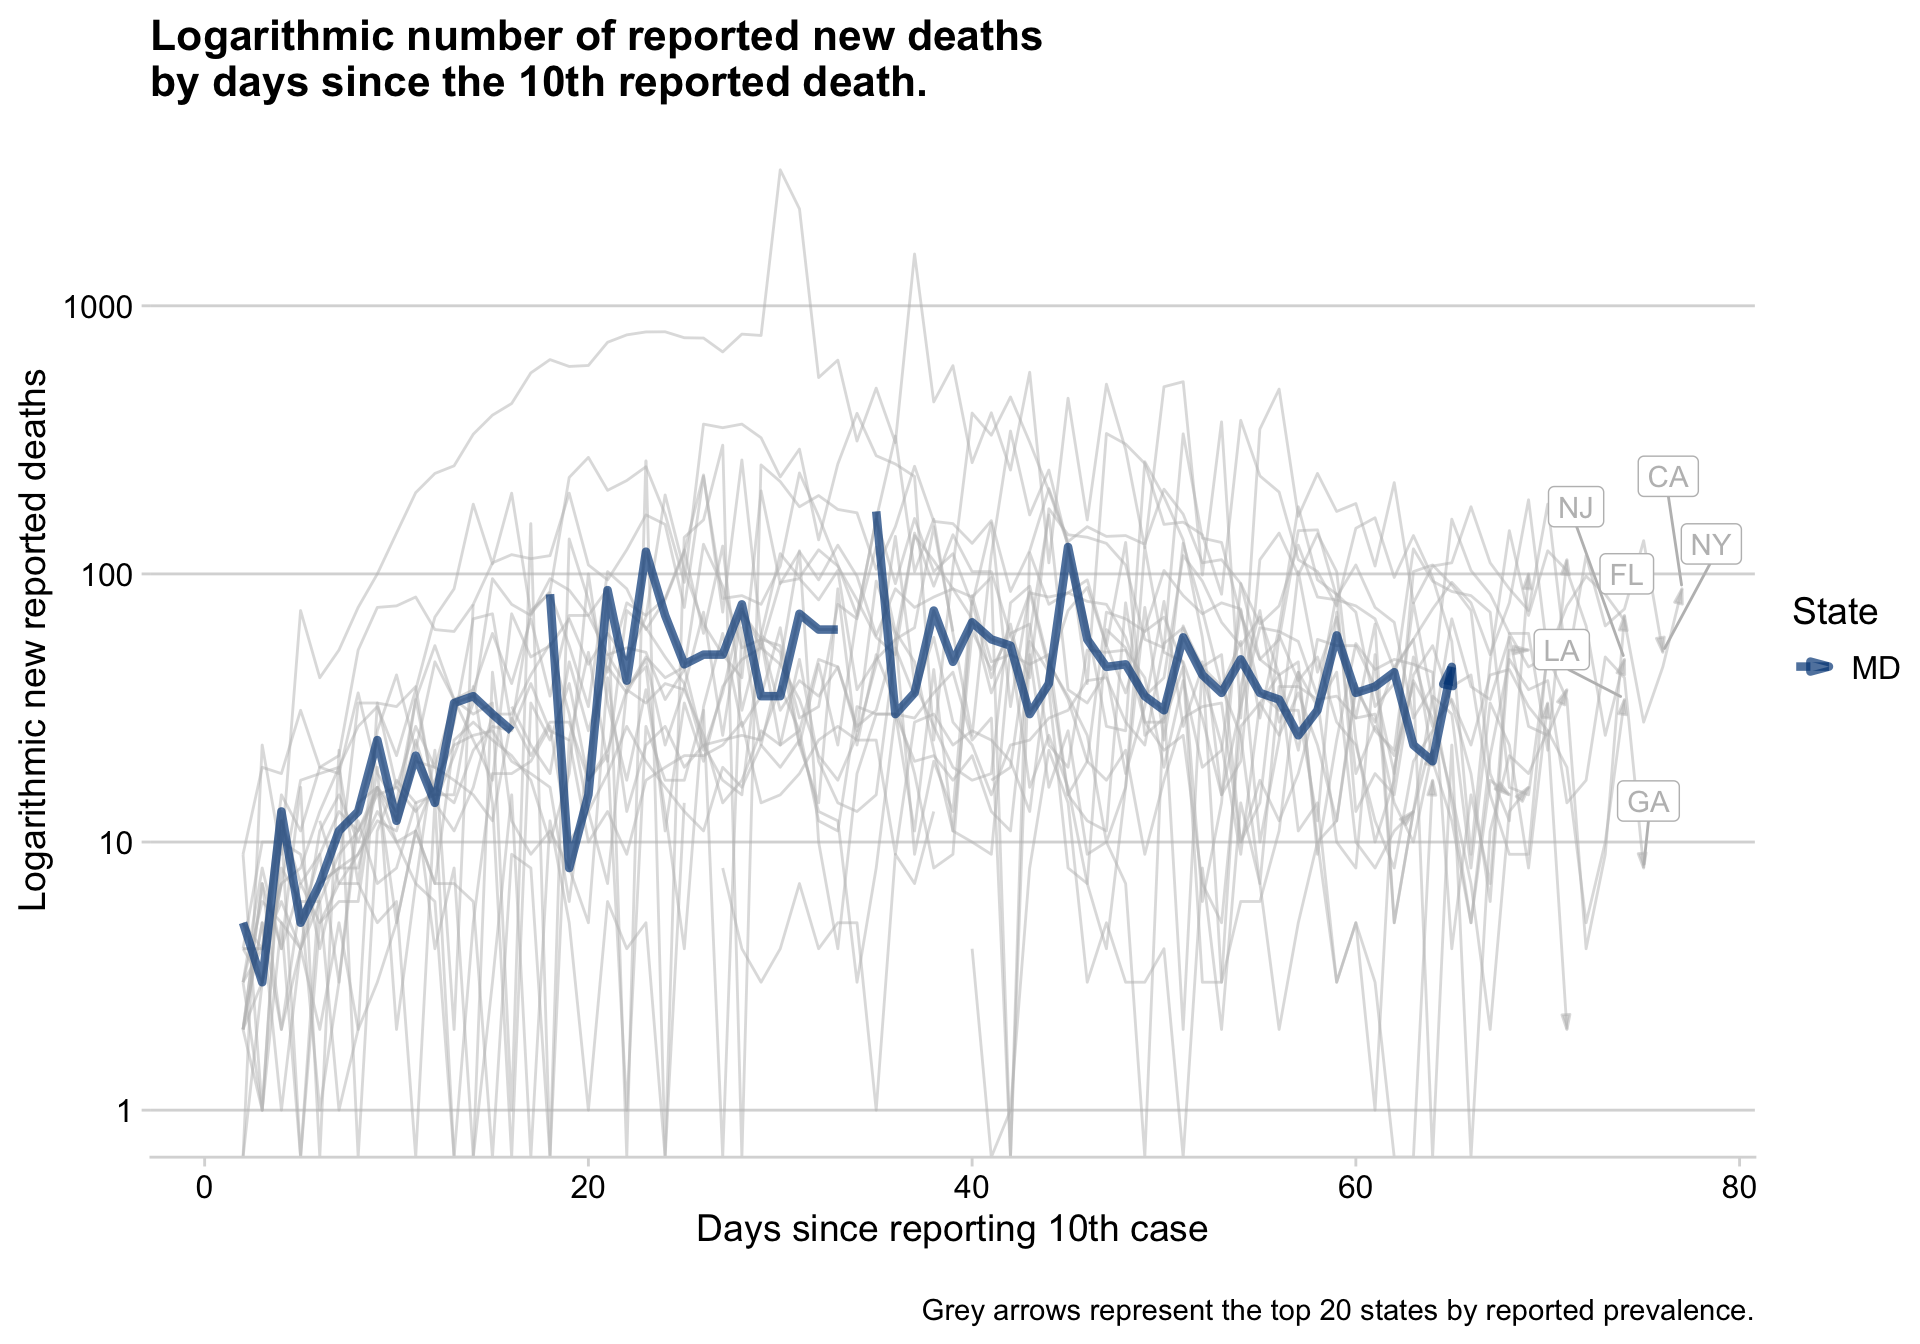 Logarithmic number of reported new deaths
by days since the 10th reported death.
Logarithmic new reported deaths
1000
100
10
1
CA
NJ
NY
FL
LA
GA
State
MD
0 20 40 60 80
Days since reporting 10th case
Grey arrows represent the top 20 states by reported prevalence.